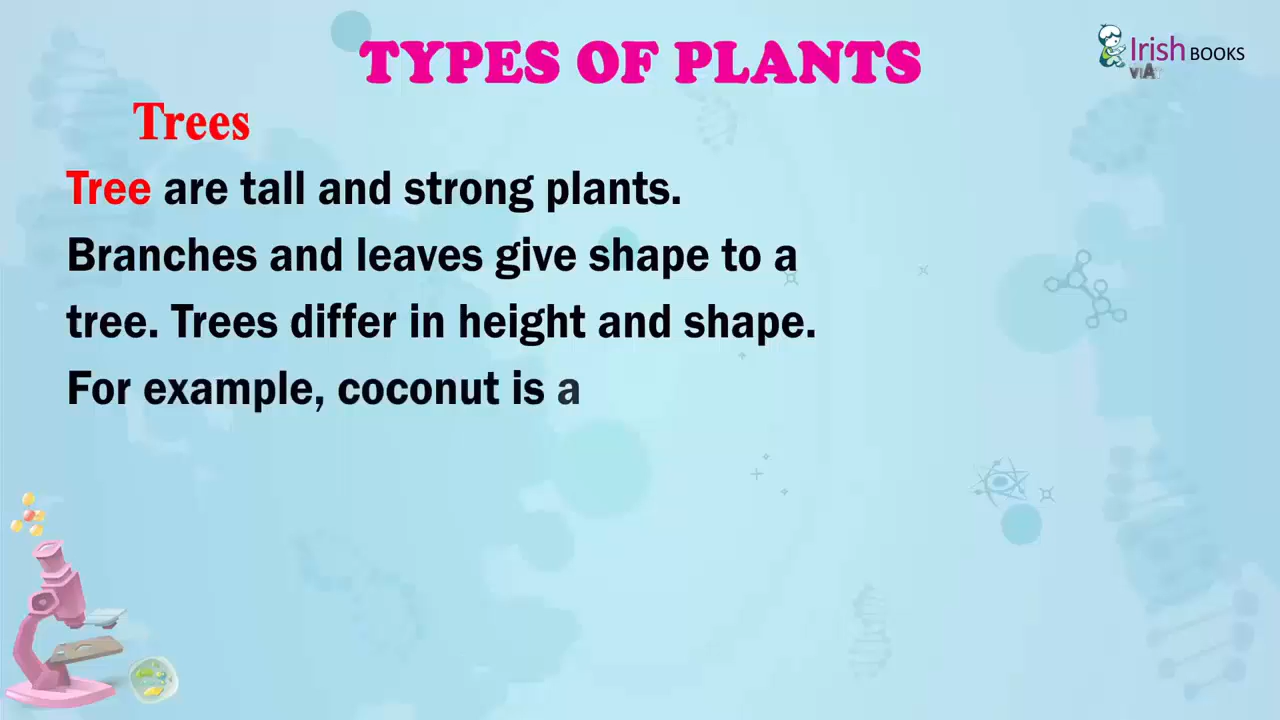 TYPES OF PLANTS
Irish BOOKS
Trees
Tree are tall and strong plants.
Branches and leaves give shape to a
tree. Trees differ in height and shape.
For example, coconut is a